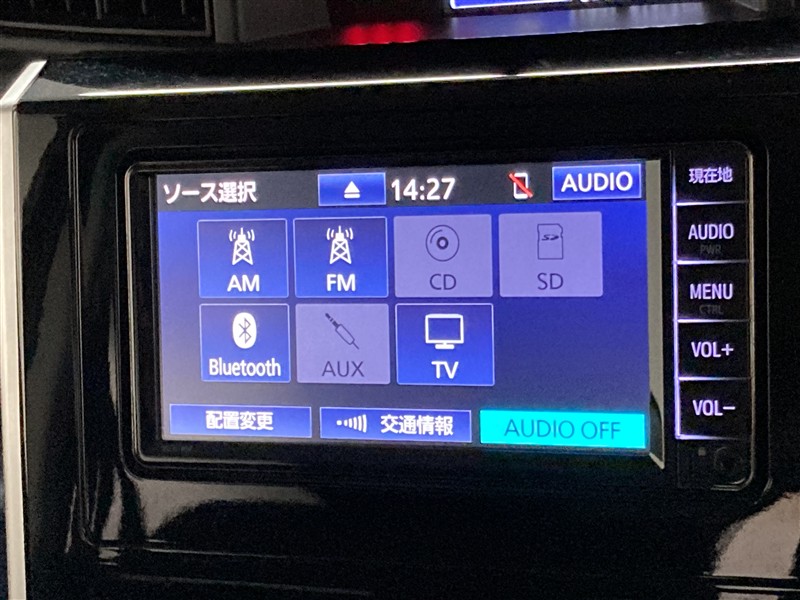 ソース選択 14:27 AUDIO
AM FM CD SD
Bluetooth AUX TV
配置変更 交通情報 AUDIO OFF
現在地
AUDIO
PWR
MENU
CTRL
VOL+
VOL−